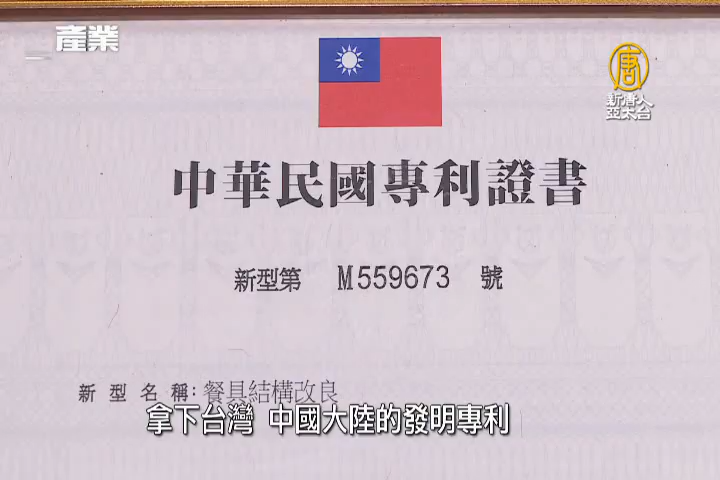 產業
唐
新唐人
亞太台
中華民國專利證書
新型第 M559673 號
新型名稱:餐具結構改良
拿下台灣 中國大陸的發明專利